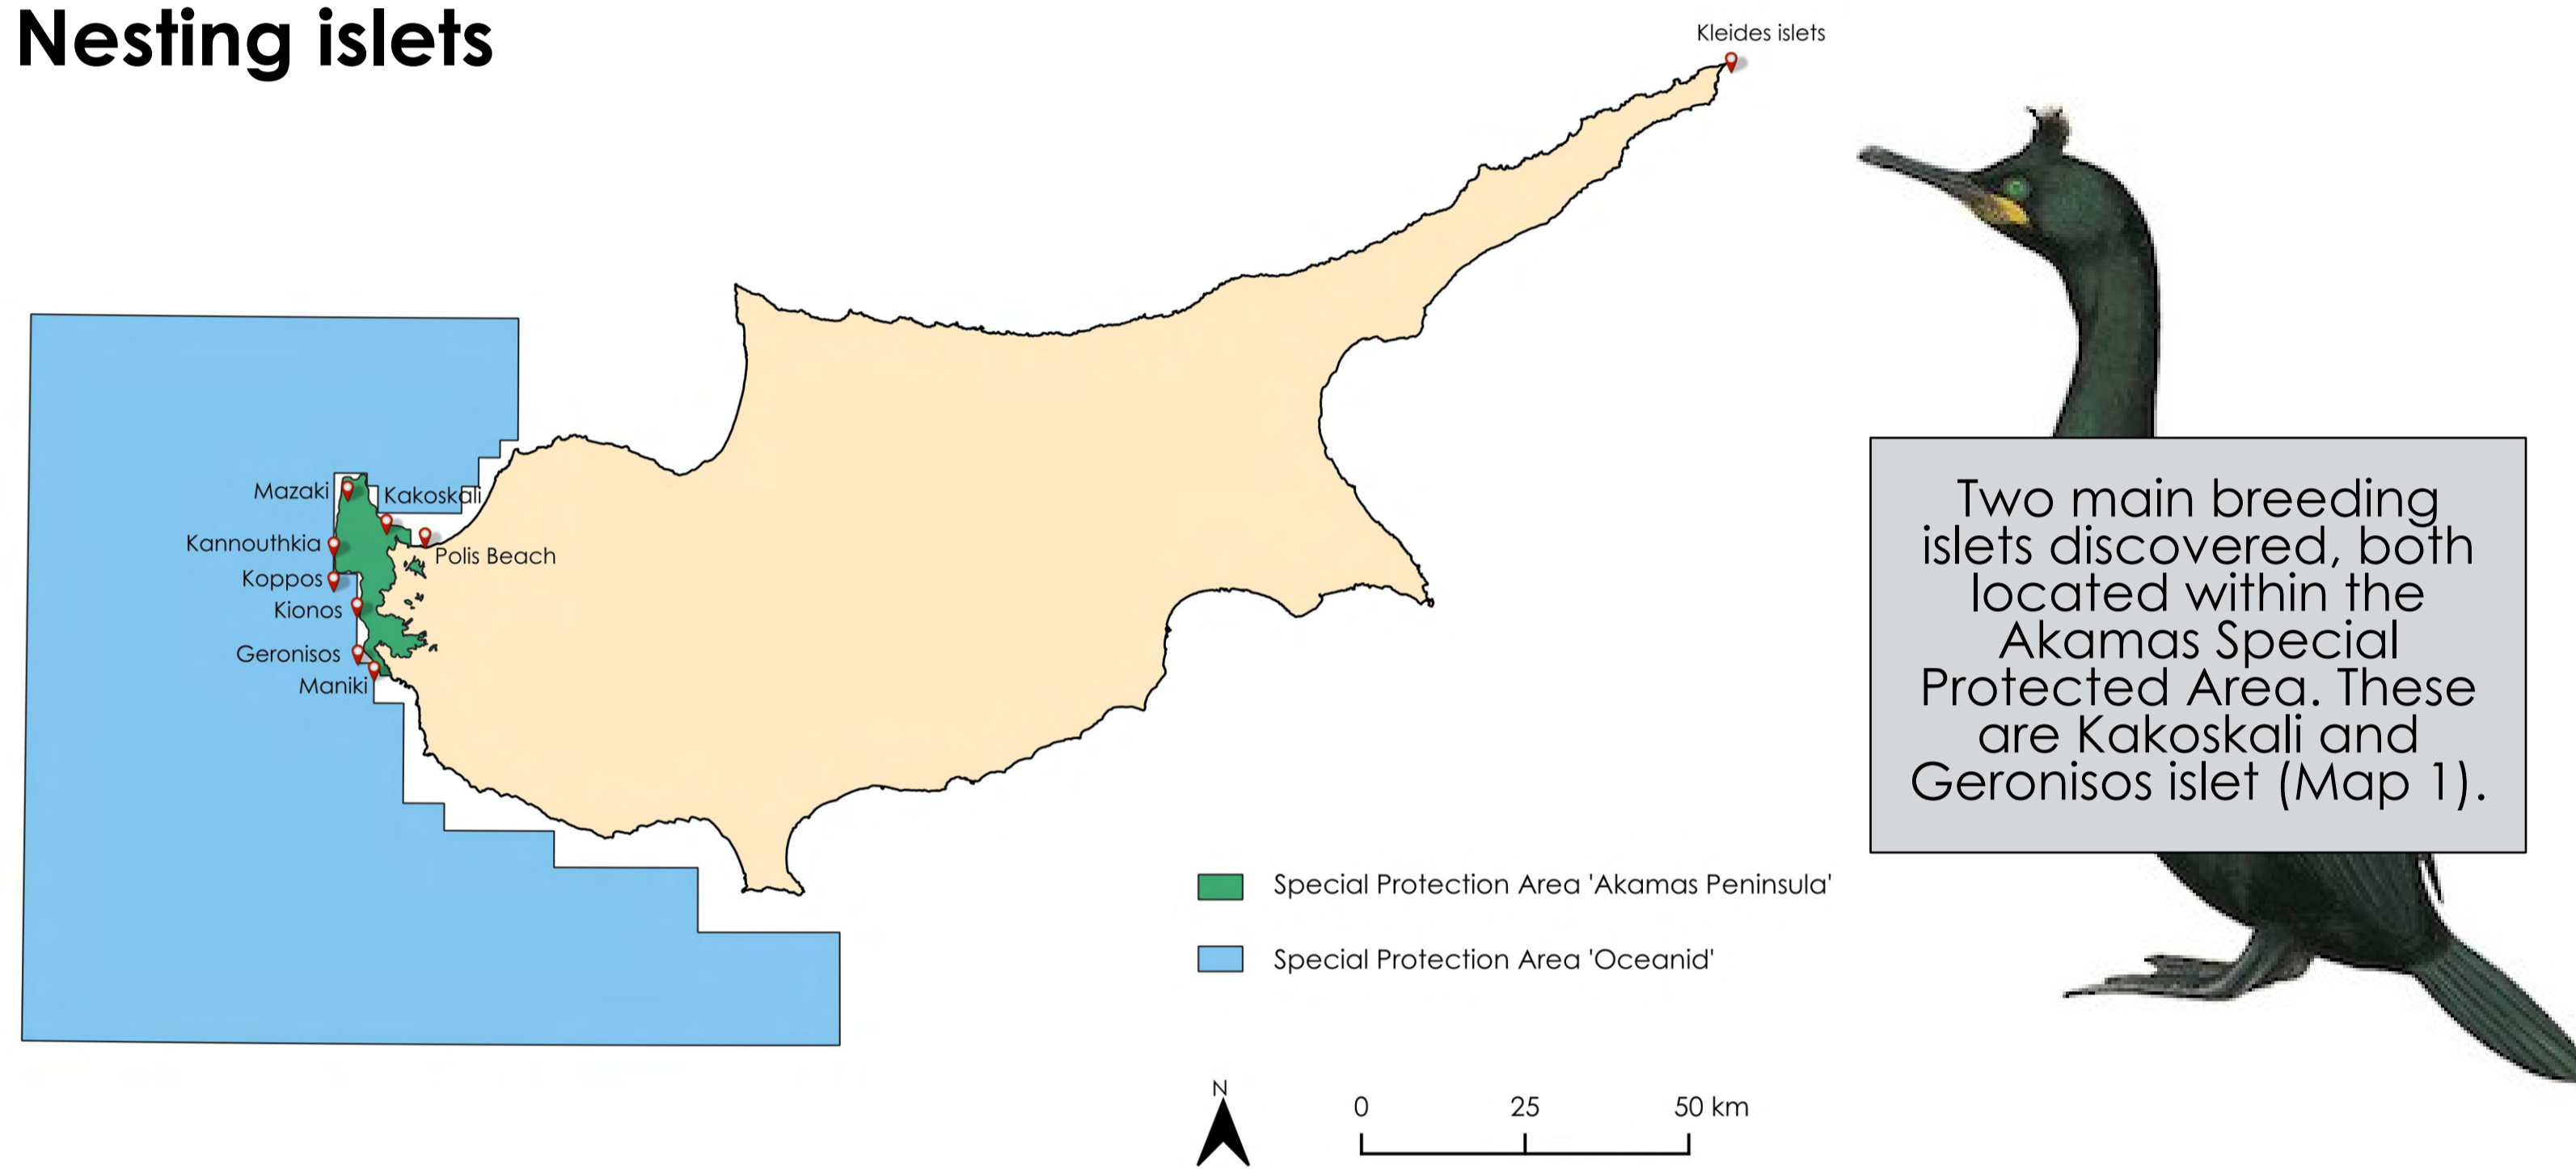 Nesting islets
Kleides islets
Mazaki
Kakoskali
Kannouthkia
Polis Beach
Koppos
Kionos
Geronisos
Maniki
Two main breeding
islets discovered, both
located within the
Akamas Special
Protected Area. These
are Kakoskali and
Geronisos islet (Map 1).
Special Protection Area 'Akamas Peninsula'
Special Protection Area 'Oceanid'
N
0 25 50 km